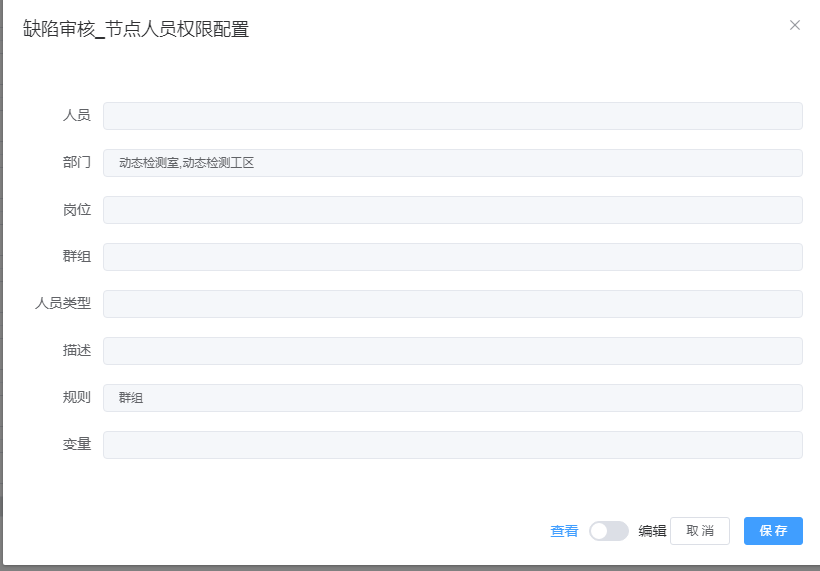 缺陷审核_节点人员权限配置
人员
部门 动态检测室,动态检测工区
岗位
群组
人员类型
描述
规则 群组
变量
查看 编辑 取消 保存